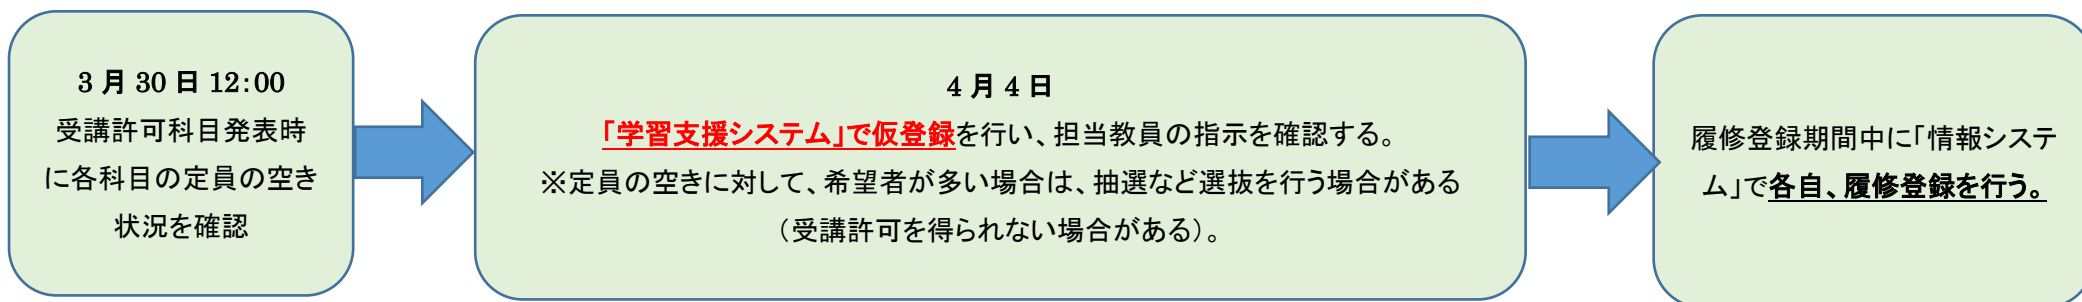 3 月 30 日 12:00
受講許可科目発表時
に各科目の定員の空き
状況を確認
4 月 4 日
「学習支援システム」で仮登録を行い、担当教員の指示を確認する。
※定員の空きに対して、希望者が多い場合は、抽選など選抜を行う場合がある
（受講許可を得られない場合がある）。
履修登録期間中に「情報システ
ム」で各自、履修登録を行う。